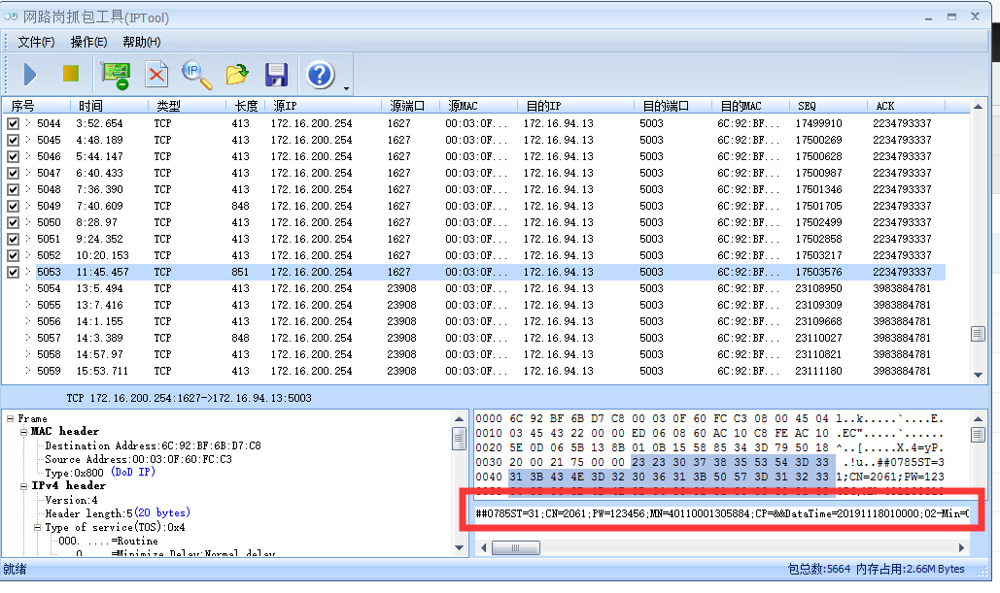 网路岗抓包工具(IPTool)
文件(F) 操作(E) 帮助(H)
序号 时间 类型 长度 源IP 源端口 源MAC 目的IP 目的端口 目的MAC SEQ ACK
5044 3:52.654 TCP 413 172.16.200.254 1627 00:03:0F... 172.16.94.13 5003 6C:92:BF... 17499910 2234793337
5045 4:48.189 TCP 413 172.16.200.254 1627 00:03:0F... 172.16.94.13 5003 6C:92:BF... 17500269 2234793337
5046 5:44.147 TCP 413 172.16.200.254 1627 00:03:0F... 172.16.94.13 5003 6C:92:BF... 17500628 2234793337
5047 6:40.433 TCP 413 172.16.200.254 1627 00:03:0F... 172.16.94.13 5003 6C:92:BF... 17500987 2234793337
5048 7:36.390 TCP 413 172.16.200.254 1627 00:03:0F... 172.16.94.13 5003 6C:92:BF... 17501346 2234793337
5049 7:40.609 TCP 848 172.16.200.254 1627 00:03:0F... 172.16.94.13 5003 6C:92:BF... 17501705 2234793337
5050 8:28.97 TCP 413 172.16.200.254 1627 00:03:0F... 172.16.94.13 5003 6C:92:BF... 17502499 2234793337
5051 9:24.352 TCP 413 172.16.200.254 1627 00:03:0F... 172.16.94.13 5003 6C:92:BF... 17502858 2234793337
5052 10:20.153 TCP 413 172.16.200.254 1627 00:03:0F... 172.16.94.13 5003 6C:92:BF... 17503217 2234793337
5053 11:45.457 TCP 851 172.16.200.254 1627 00:03:0F... 172.16.94.13 5003 6C:92:BF... 17503576 2234793337
5054 13:5.494 TCP 413 172.16.200.254 23908 00:03:0F... 172.16.94.13 5003 6C:92:BF... 23108950 3983884781
5055 13:7.416 TCP 413 172.16.200.254 23908 00:03:0F... 172.16.94.13 5003 6C:92:BF... 23109309 3983884781
5056 14:1.155 TCP 413 172.16.200.254 23908 00:03:0F... 172.16.94.13 5003 6C:92:BF... 23109668 3983884781
5057 14:3.389 TCP 848 172.16.200.254 23908 00:03:0F... 172.16.94.13 5003 6C:92:BF... 23110027 3983884781
5058 14:57.97 TCP 413 172.16.200.254 23908 00:03:0F... 172.16.94.13 5003 6C:92:BF... 23110821 3983884781
5059 15:53.711 TCP 413 172.16.200.254 23908 00:03:0F... 172.16.94.13 5003 6C:92:BF... 23111180 3983884781
TCP 172.16.200.254:1627->172.16.94.13:5003
Frame
MAC header
Destination Address:6C:92:BF:6B:D7:C8
Source Address:00:03:0F:60:FC:C3
Type:0x800 (DoD IP)
IPv4 header
Version:4
Header length:5(20 bytes)
Type of service(TOS):0x4
000. ....=Routine
...0 ....=Minimize Delay:Normal delay
0000 6C 92 BF 6B D7 C8 00 03 0F 60 FC C3 08 00 45 04 l..k.....`....E.
0010 03 45 43 22 00 00 ED 06 08 60 AC 10 C8 FE AC 10 .EC".....`......
0020 5E 0D 06 5B 13 8B 01 0B 15 58 85 34 3D 79 50 18 ^..[.....X.4=yP.
0030 20 00 21 75 00 00 23 23 30 37 38 35 53 54 3D 33 .!u..##0785ST=3
0040 31 3B 43 4E 3D 32 30 36 31 3B 50 57 3D 31 32 33 1;CN=2061;PW=123
##0785ST=31;CN=2061;PW=123456;MN=40110001305884;CP=&&DataTime=20191118010000;02-Min=0
就绪
包总数:5664 内存占用:2.66M Bytes